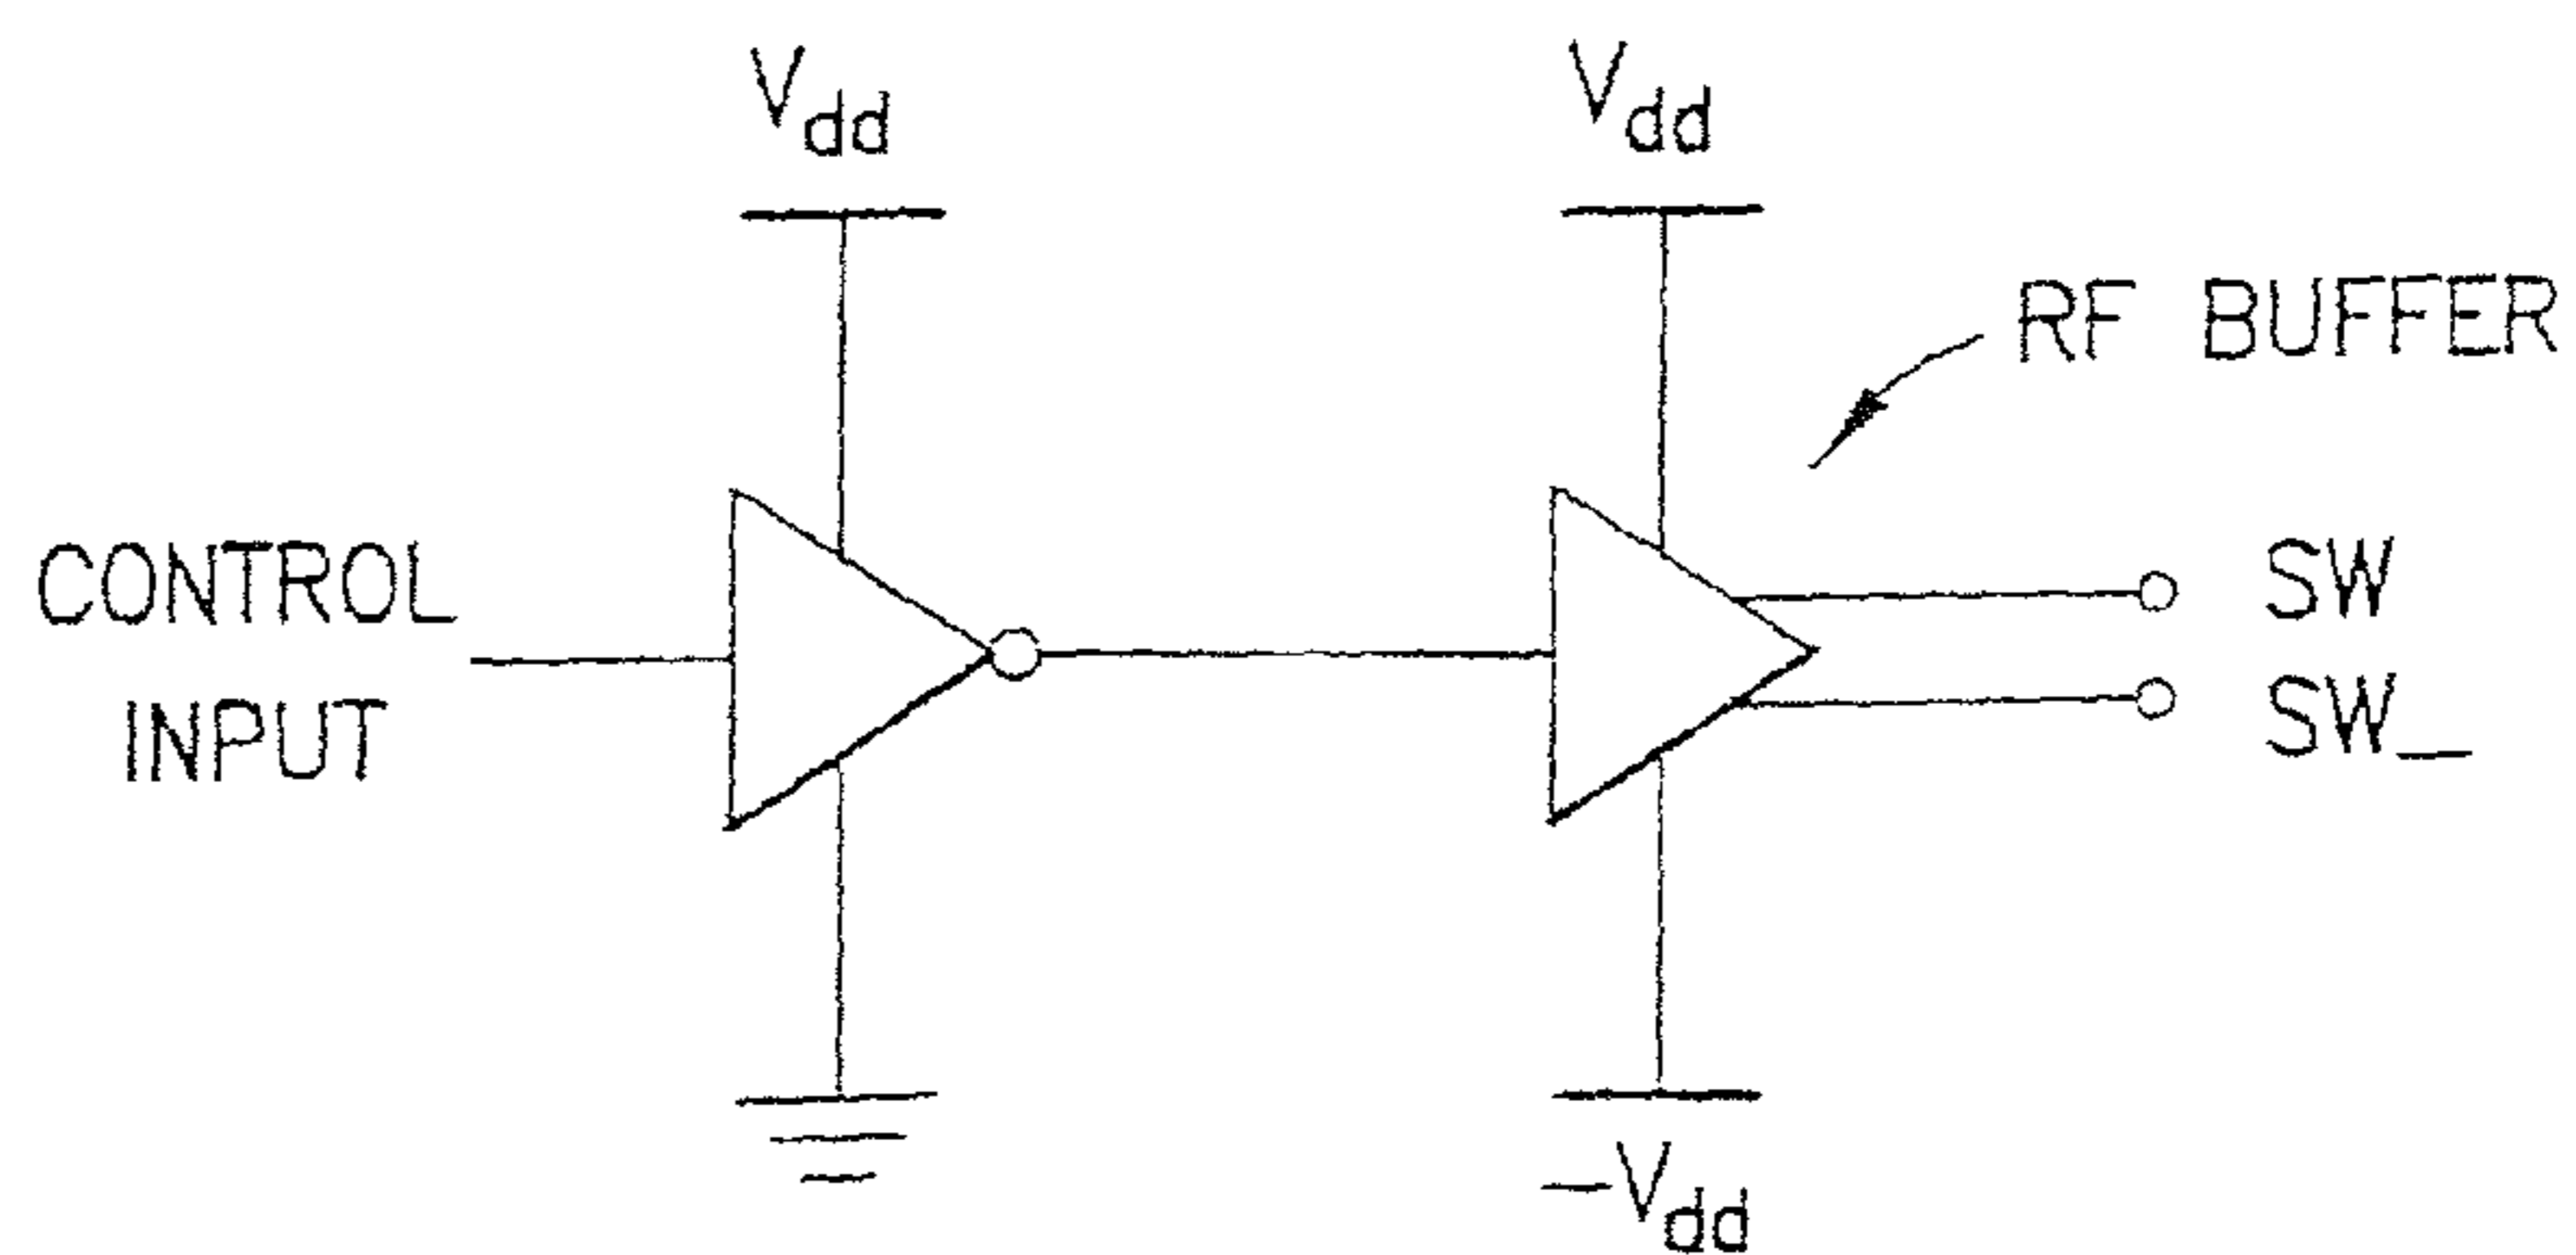 Vdd
Vdd
RF BUFFER
CONTROL
INPUT
SW
SW_
-Vdd